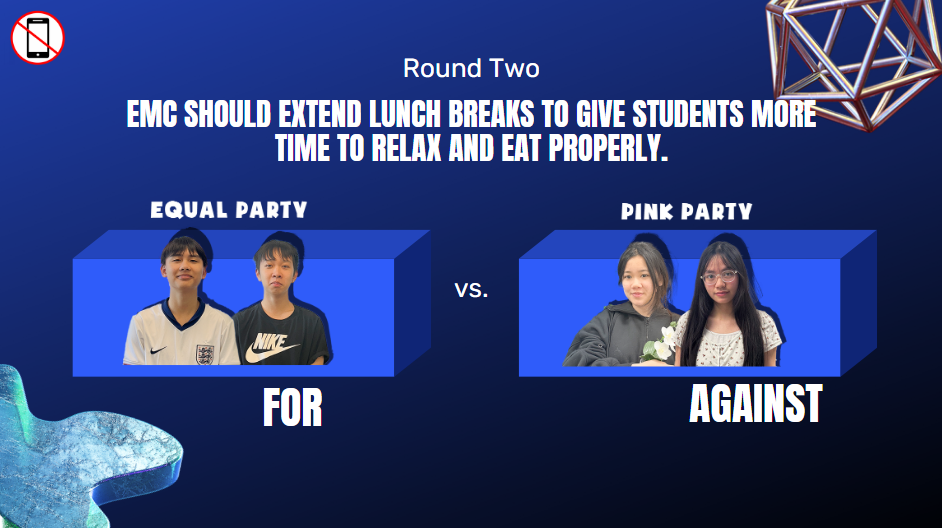 Round Two
EMC SHOULD EXTEND LUNCH BREAKS TO GIVE STUDENTS MORE
TIME TO RELAX AND EAT PROPERLY.
EQUAL PARTY
PINK PARTY
vs.
NIKE
FOR
AGAINST